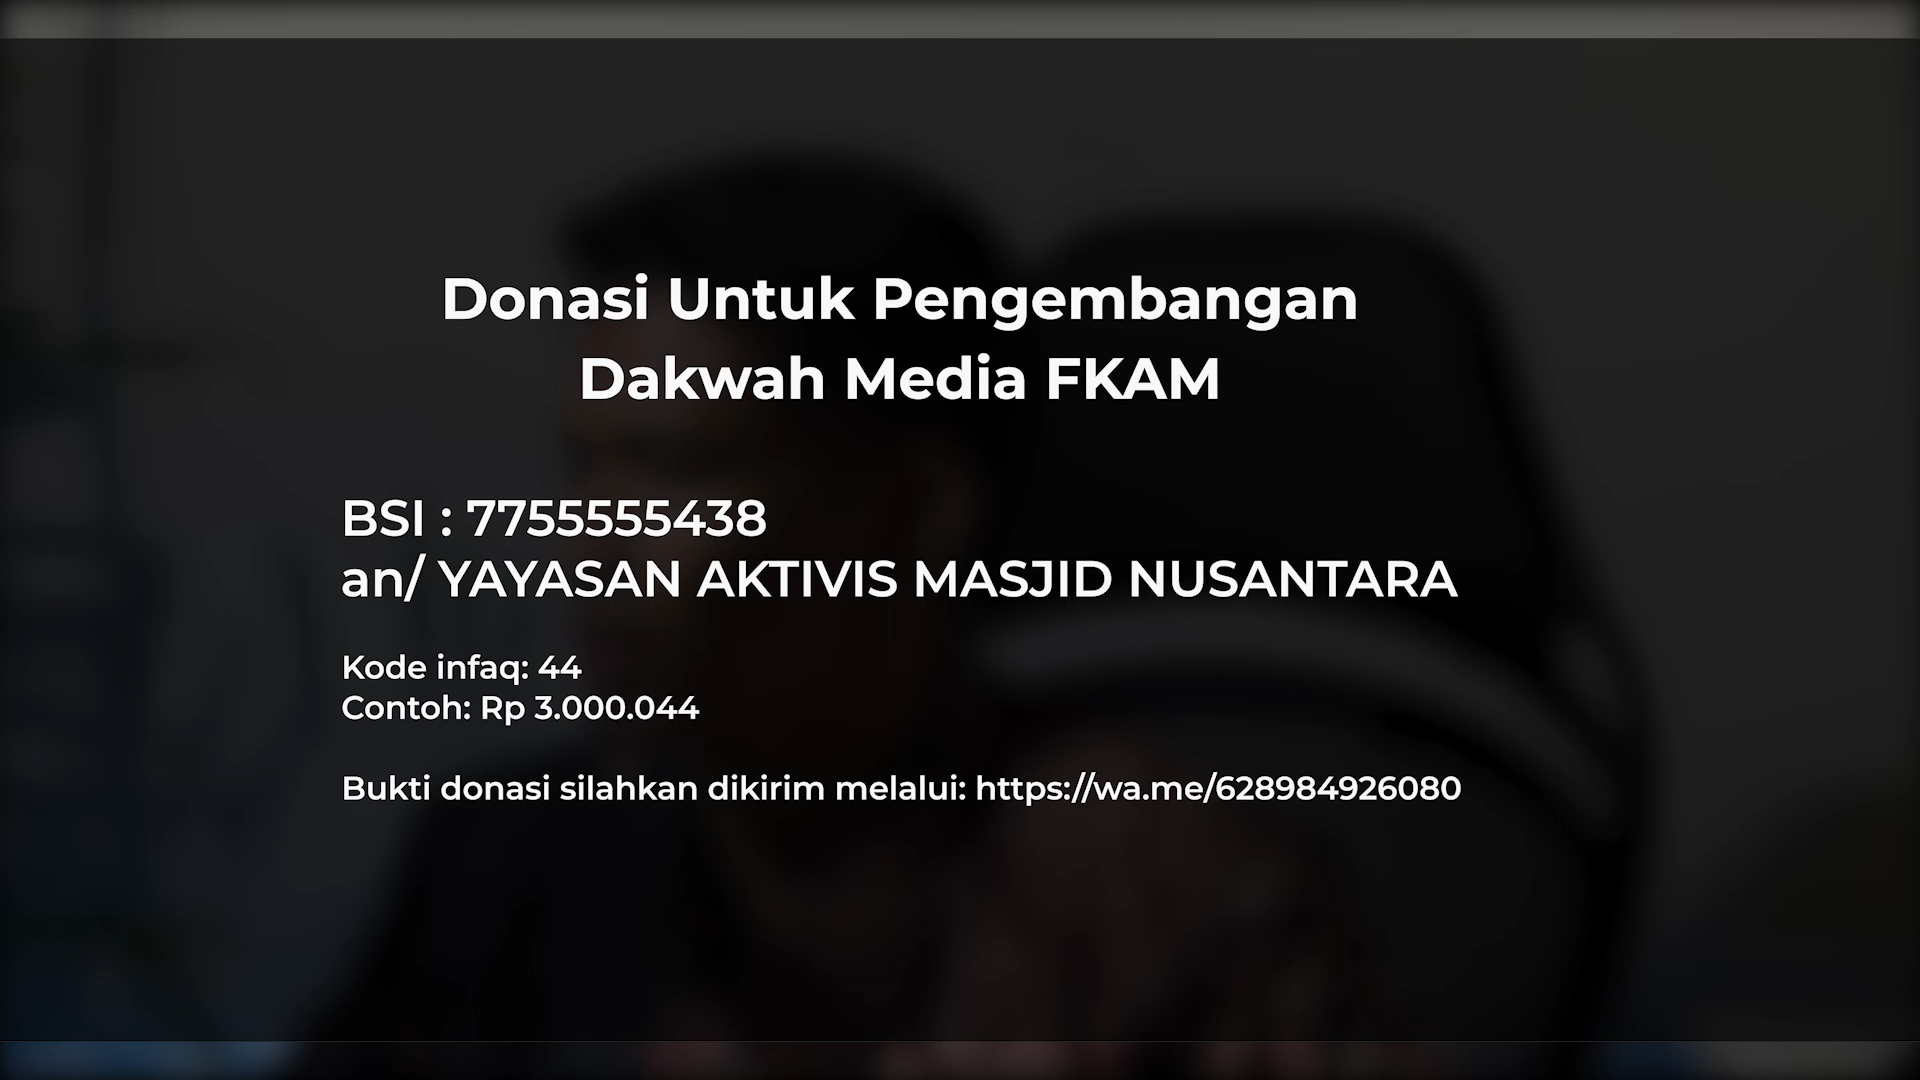 Donasi Untuk Pengembangan
Dakwah Media FKAM
BSI : 7755555438
an/ YAYASAN AKTIVIS MASJID NUSANTARA
Kode infaq: 44
Contoh: Rp 3.000.044
Bukti donasi silahkan dikirim melalui: https://wa.me/628984926080